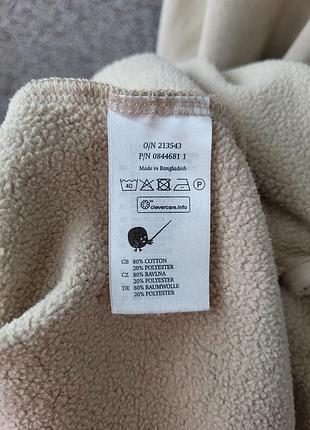 O/N 213543
P/N 0844681 1
Made in Bangladesh
40 P
clevercare.info
GB 80% COTTON
20% POLYESTER
CZ 80% BAVLNA
20% POLYESTER
DE 80% BAUMWOLLE
20% POLYESTER